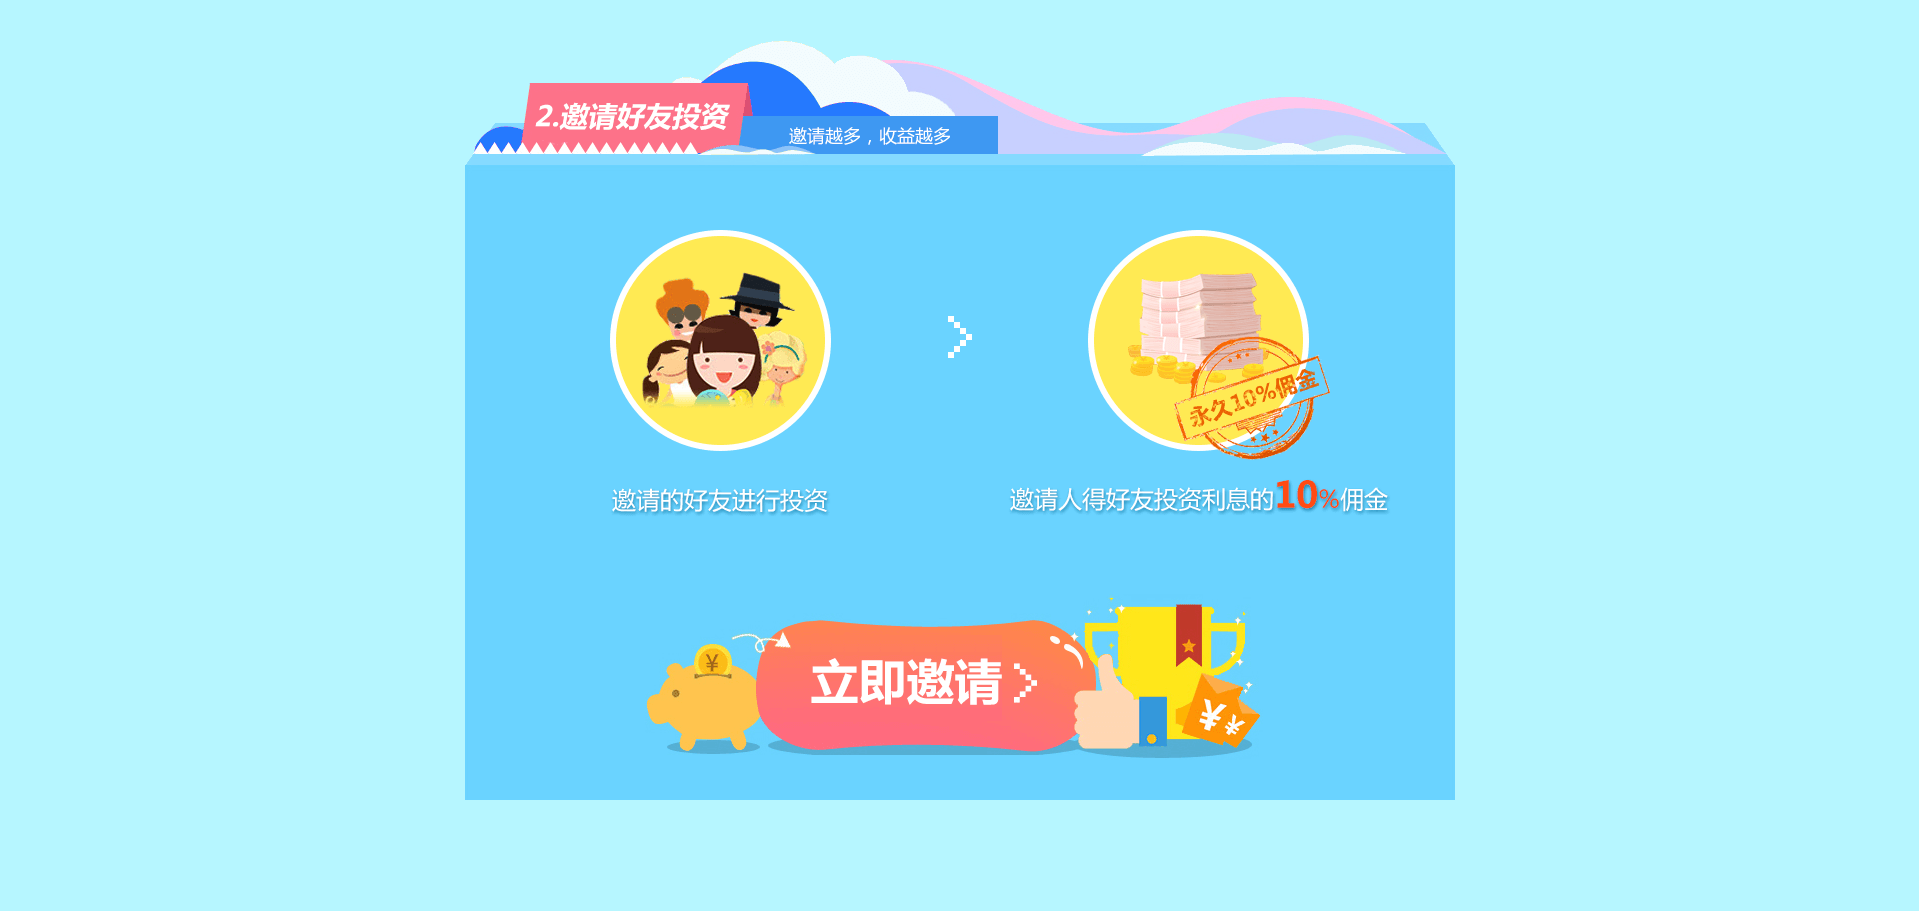 2.邀请好友投资
邀请越多，收益越多
永久10%佣金
邀请的好友进行投资
邀请人得好友投资利息的10%佣金
¥
立即邀请
¥
¥